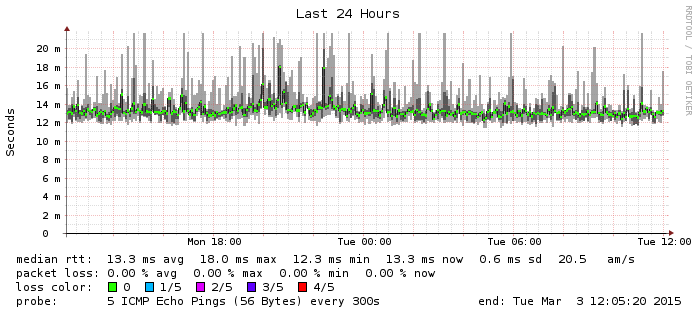 Last 24 Hours
RRDTOOL / TOBI OETIKER
Seconds
20 m
18 m
16 m
14 m
12 m
10 m
8 m
6 m
4 m
2 m
0
Mon 18:00 Tue 00:00 Tue 06:00 Tue 12:00
median rtt: 13.3 ms avg 18.0 ms max 12.3 ms min 13.3 ms now 0.6 ms sd 20.5 am/s
packet loss: 0.00 % avg 0.00 % max 0.00 % min 0.00 % now
loss color: 0 1/5 2/5 3/5 4/5
probe: 5 ICMP Echo Pings (56 Bytes) every 300s end: Tue Mar 3 12:05:20 2015